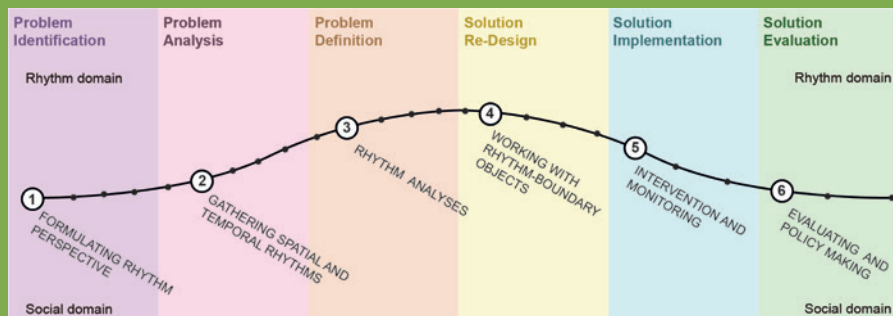 Problem
Identification
Problem
Analysis
Problem
Definition
Solution
Re-Design
Solution
Implementation
Solution
Evaluation
Rhythm domain
Rhythm domain
1
FORMULATING RHYTHM
PERSPECTIVE
2
GATHERING SPATIAL AND
TEMPORAL RHYTHMS
3
RHYTHM ANALYSES
4
WORKING WITH
RHYTHM-BOUNDARY
OBJECTS
5
INTERVENTION AND
MONITORING
6
EVALUATING AND
POLICY MAKING
Social domain
Social domain